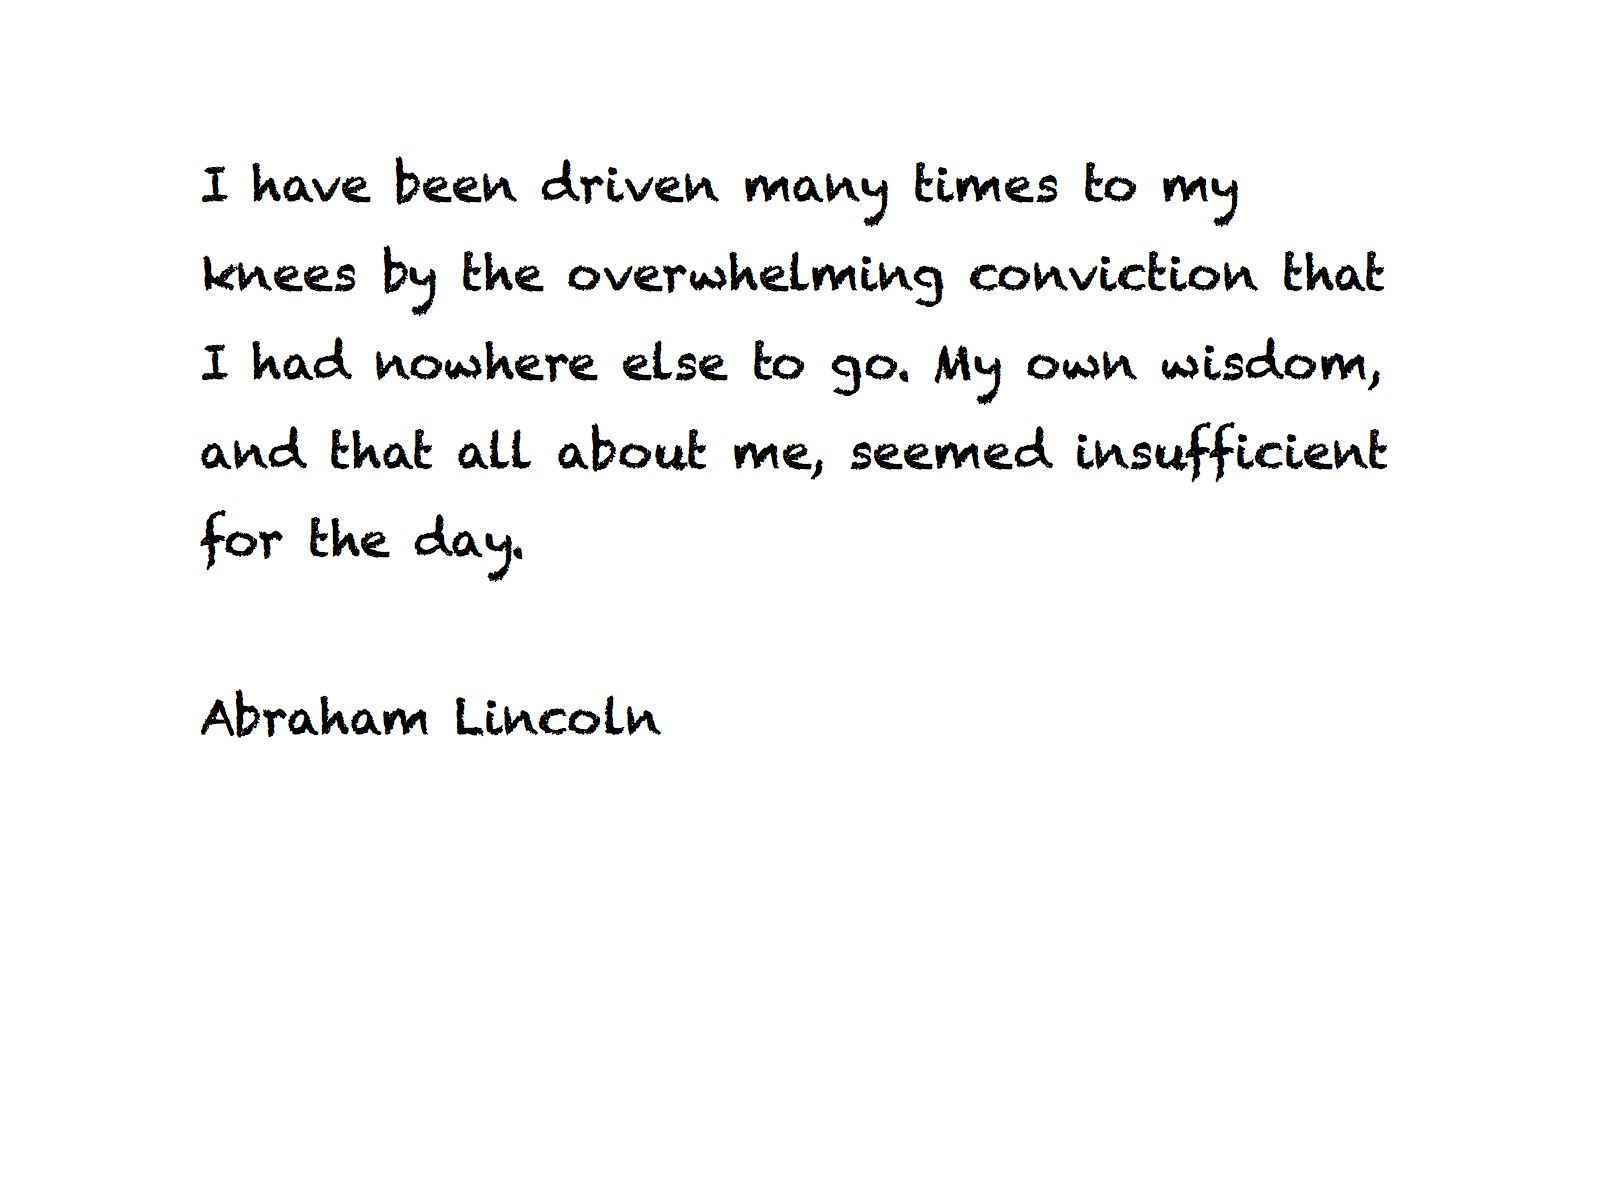 I have been driven many times to my
knees by the overwhelming conviction that
I had nowhere else to go. My own wisdom,
and that all about me, seemed insufficient
for the day.
Abraham Lincoln